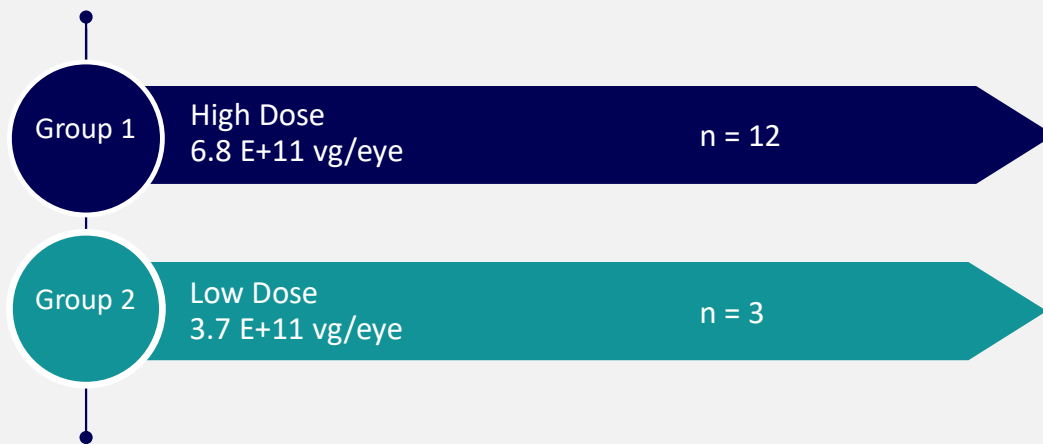 Group 1
High Dose
6.8 E+11 vg/eye
n = 12
Group 2
Low Dose
3.7 E+11 vg/eye
n = 3